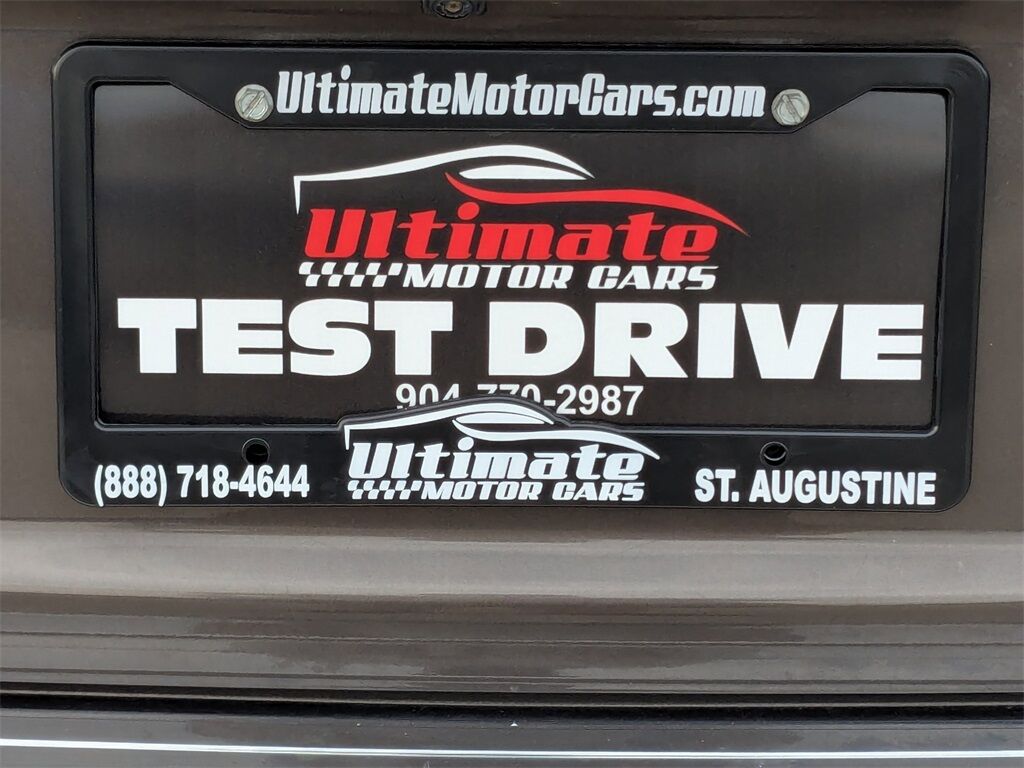 UltimateMotorCars.com
Ultimate
MOTOR CARS
TEST DRIVE
904-770-2987
Ultimate
MOTOR CARS
(888) 718-4644
ST. AUGUSTINE